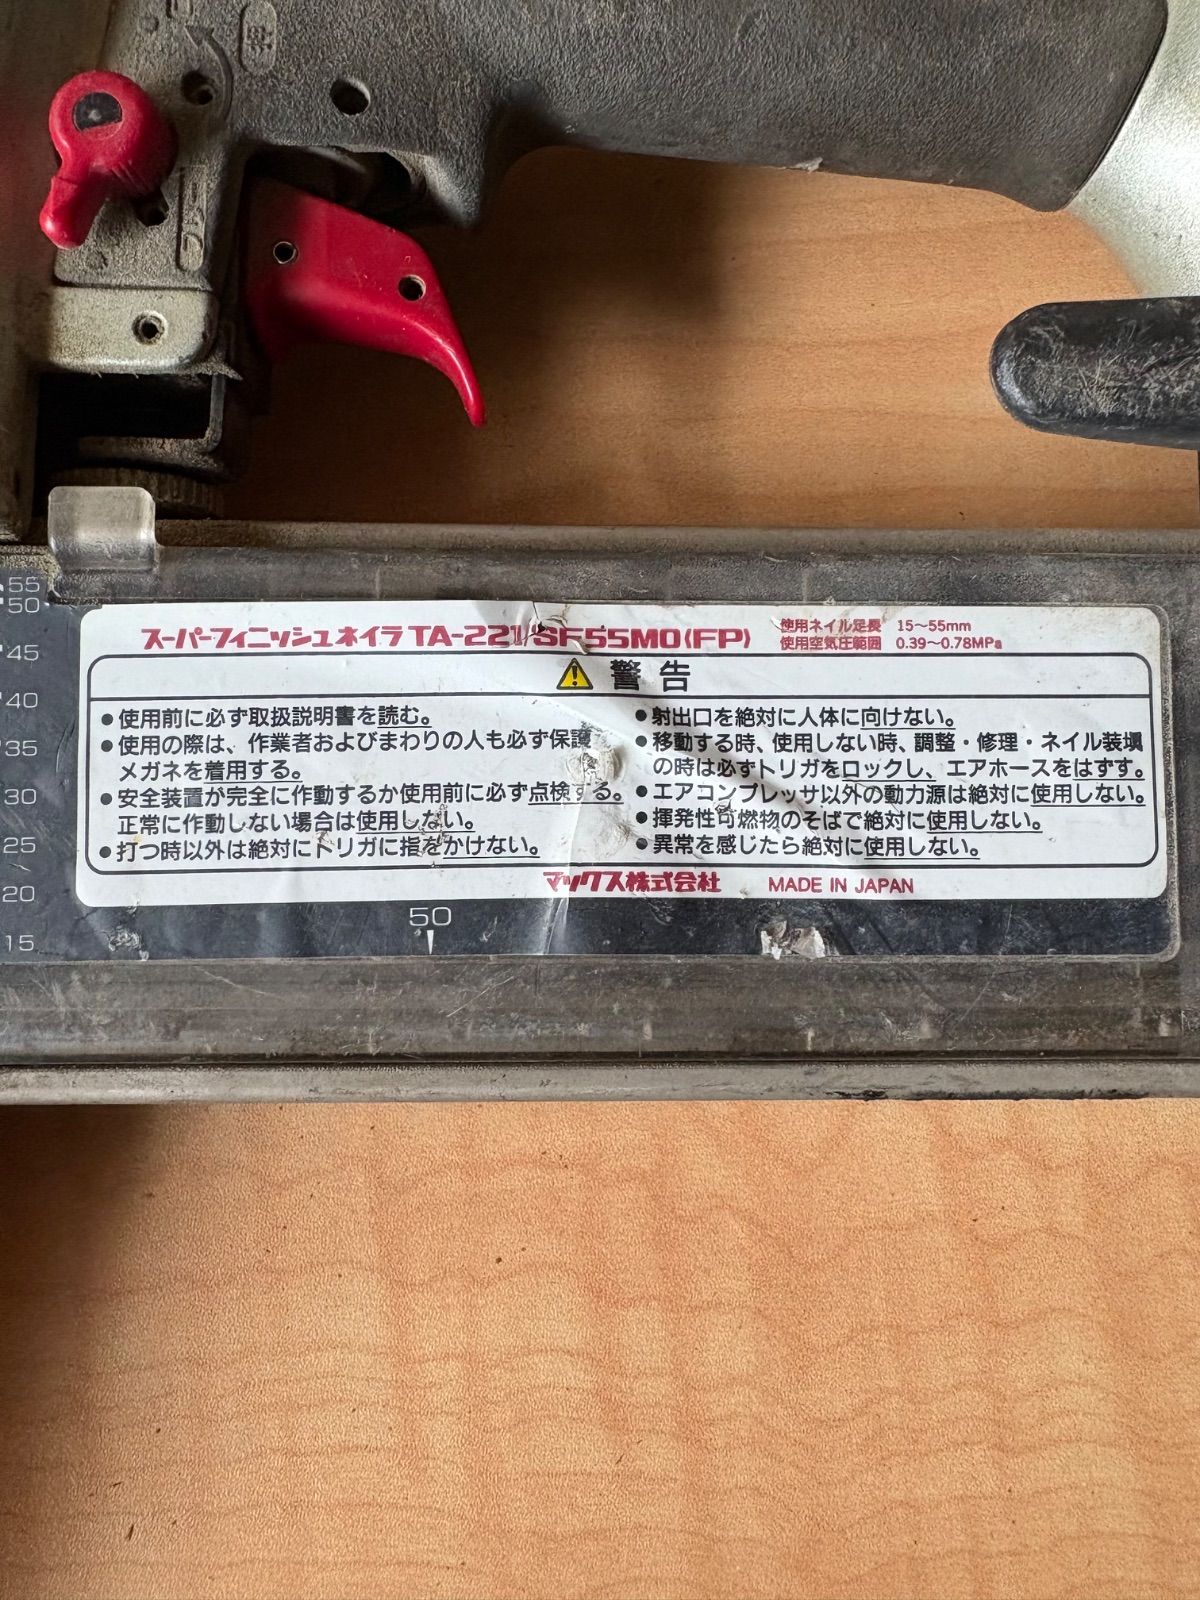 55
50
45
40
35
30
25
20
15
スーパーフィニッシュネイラ TA-221/SF55M0(FP)
使用ネイル足長 15～55mm
使用空気圧範囲 0.39～0.78MPa
警告
●使用前に必ず取扱説明書を読む。
●使用の際は、作業者およびまわりの人も必ず保護
メガネを着用する。
●安全装置が完全に作動するか使用前に必ず点検する。
正常に作動しない場合は使用しない。
●打つ時以外は絶対にトリガに指をかけない。
●射出口を絶対に人体に向けない。
●移動する時、使用しない時、調整・修理・ネイル装塡
の時は必ずトリガをロックし、エアホースをはずす。
●エアコンプレッサ以外の動力源は絶対に使用しない。
●揮発性可燃物のそばで絶対に使用しない。
●異常を感じたら絶対に使用しない。
マックス株式会社 MADE IN JAPAN
50